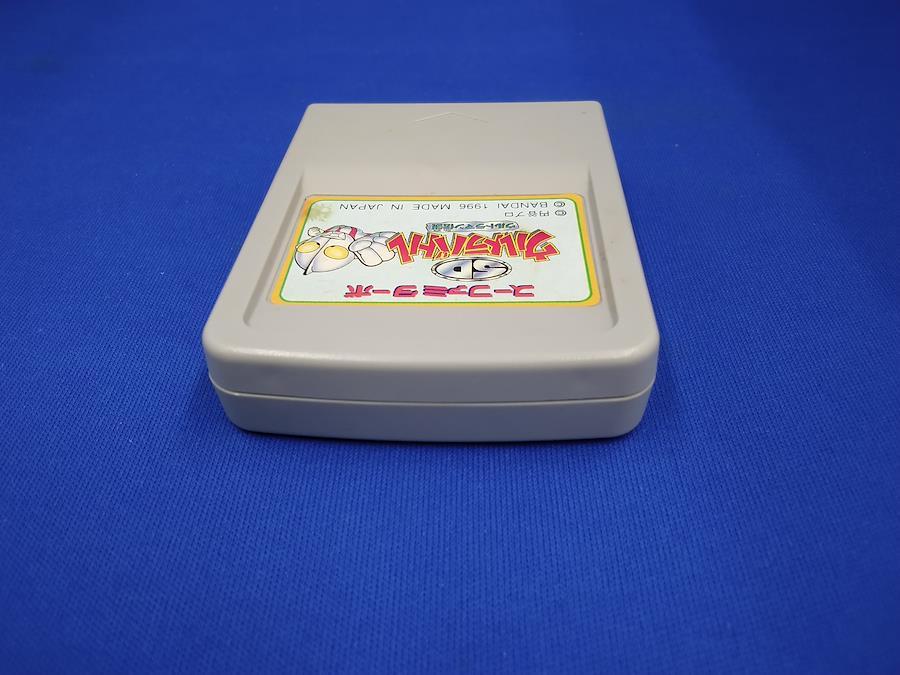 スーファミターボ
SD
ウルトラバトル
ウルトラマン伝説
© 円谷プロ
© BANDAI 1996 MADE IN JAPAN